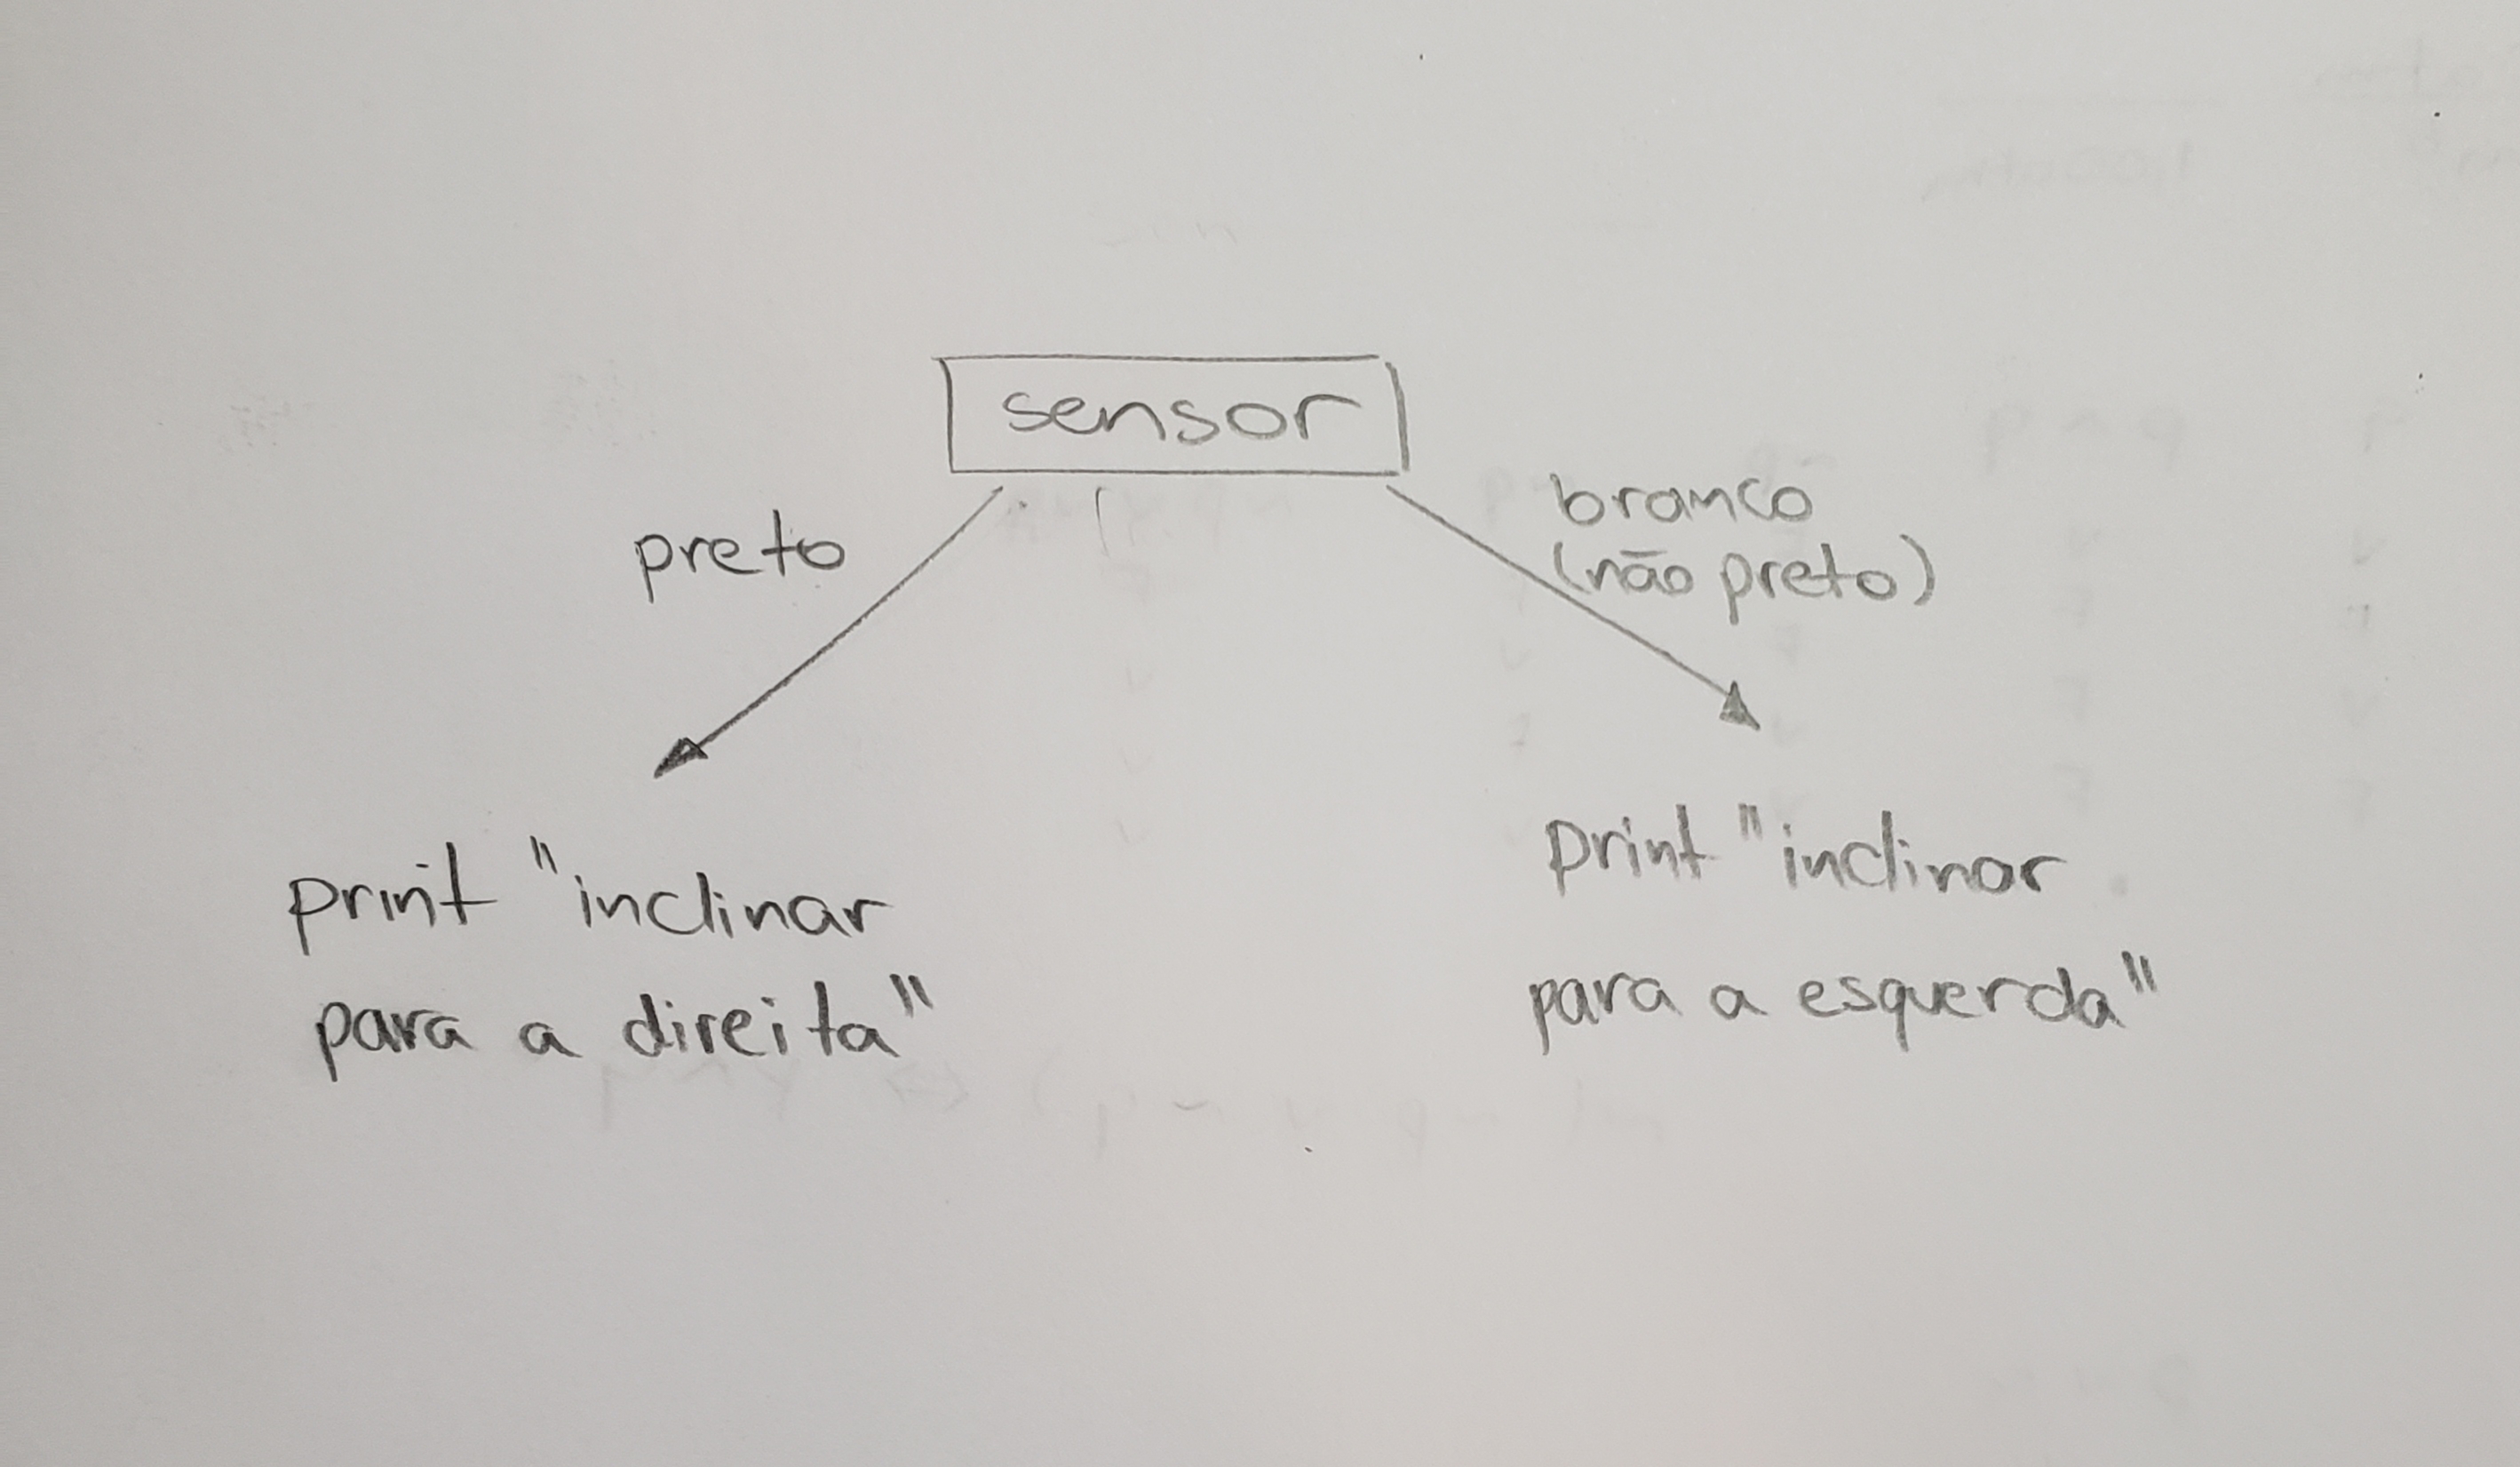 sensor
preto
branco
(não preto)
print "inclinar
para a direita"
print "inclinar
para a esquerda"